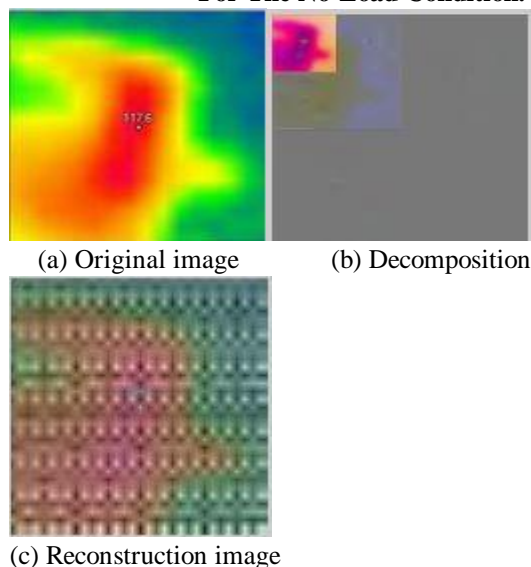 For The No Load Condition.
117.6
(a) Original image (b) Decomposition
(c) Reconstruction image